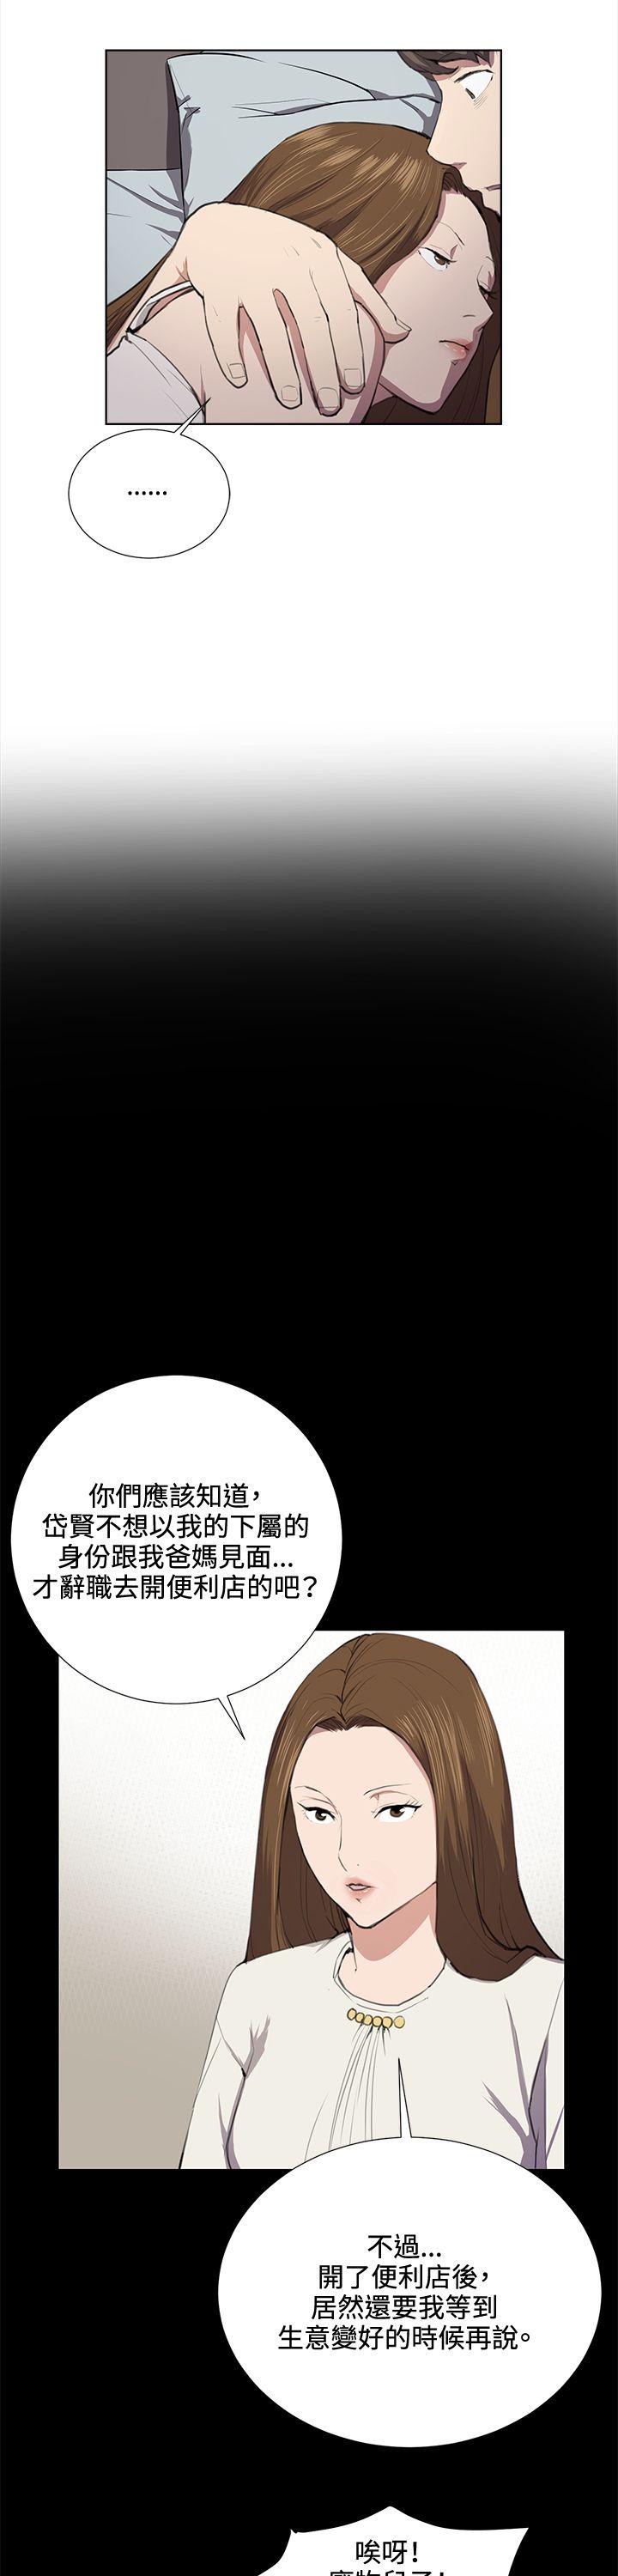 ……
你們應該知道，
岱賢不想以我的下屬的
身份跟我爸媽見面...
才辭職去開便利店的吧？
不過...
開了便利店後，
居然還要我等到
生意變好的時候再說。
唉呀！